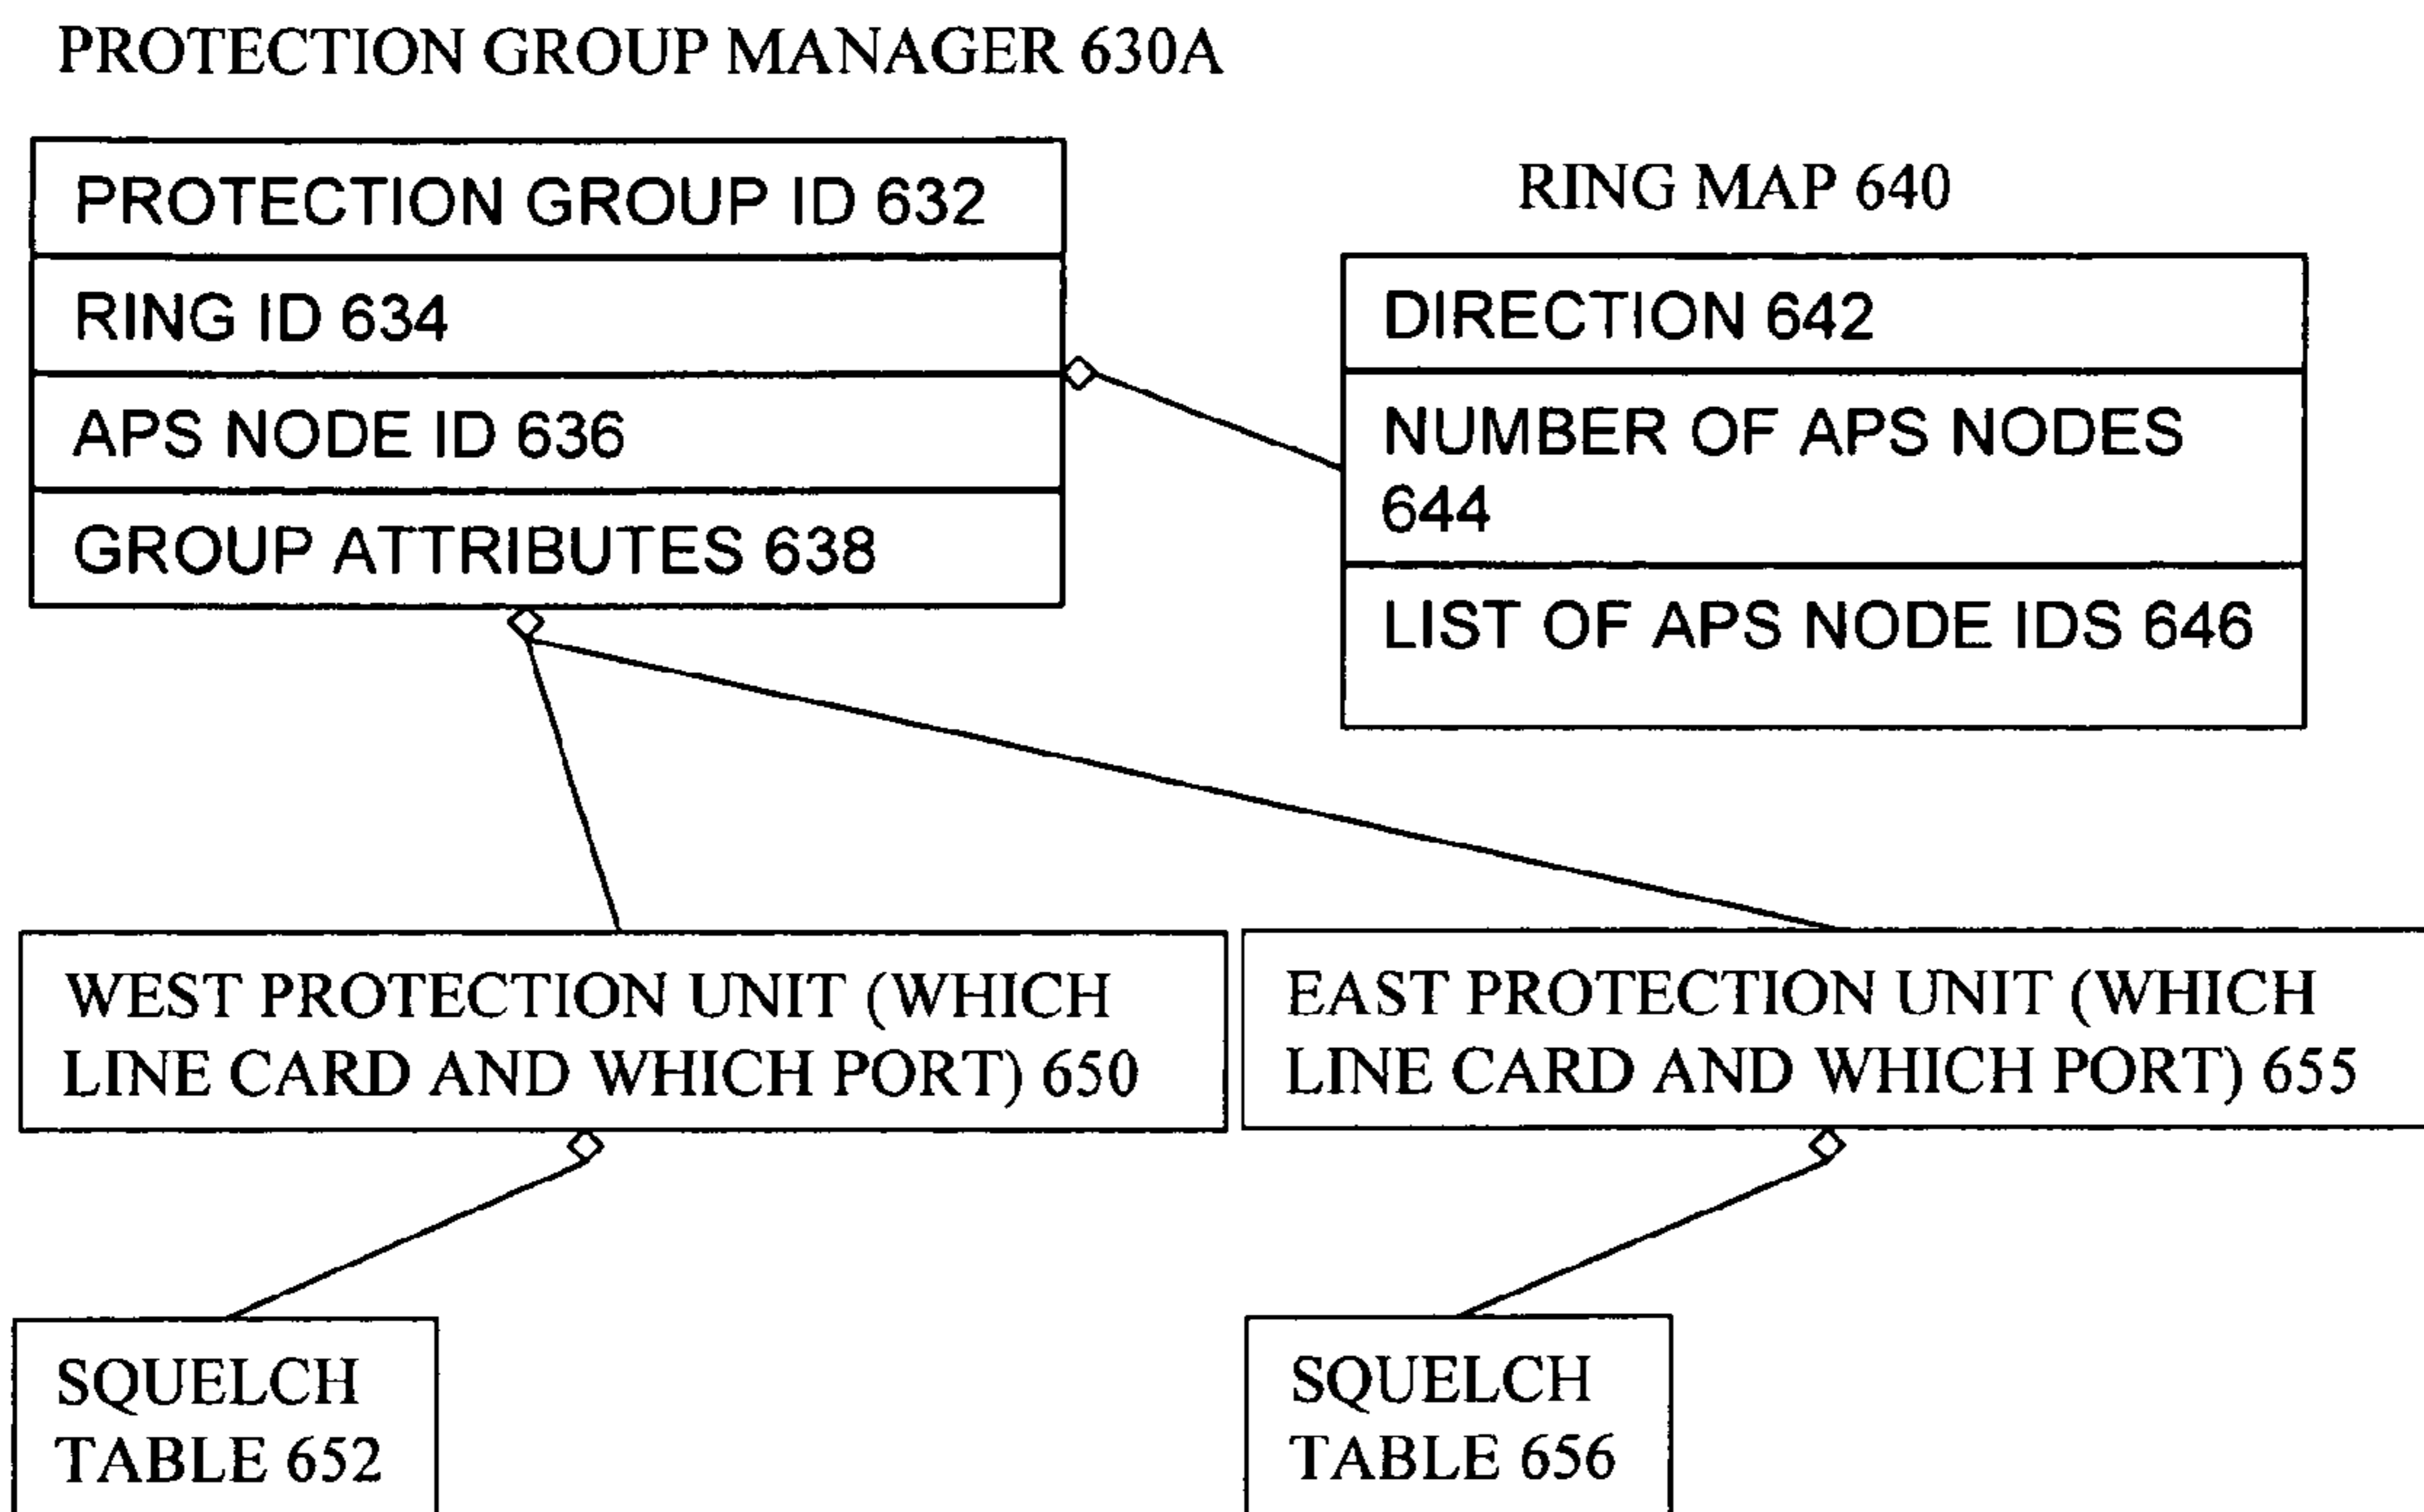 PROTECTION GROUP MANAGER 630A
PROTECTION GROUP ID 632
RING ID 634
APS NODE ID 636
GROUP ATTRIBUTES 638
RING MAP 640
DIRECTION 642
NUMBER OF APS NODES
644
LIST OF APS NODE IDS 646
WEST PROTECTION UNIT (WHICH
LINE CARD AND WHICH PORT) 650
EAST PROTECTION UNIT (WHICH
LINE CARD AND WHICH PORT) 655
SQUELCH
TABLE 652
SQUELCH
TABLE 656